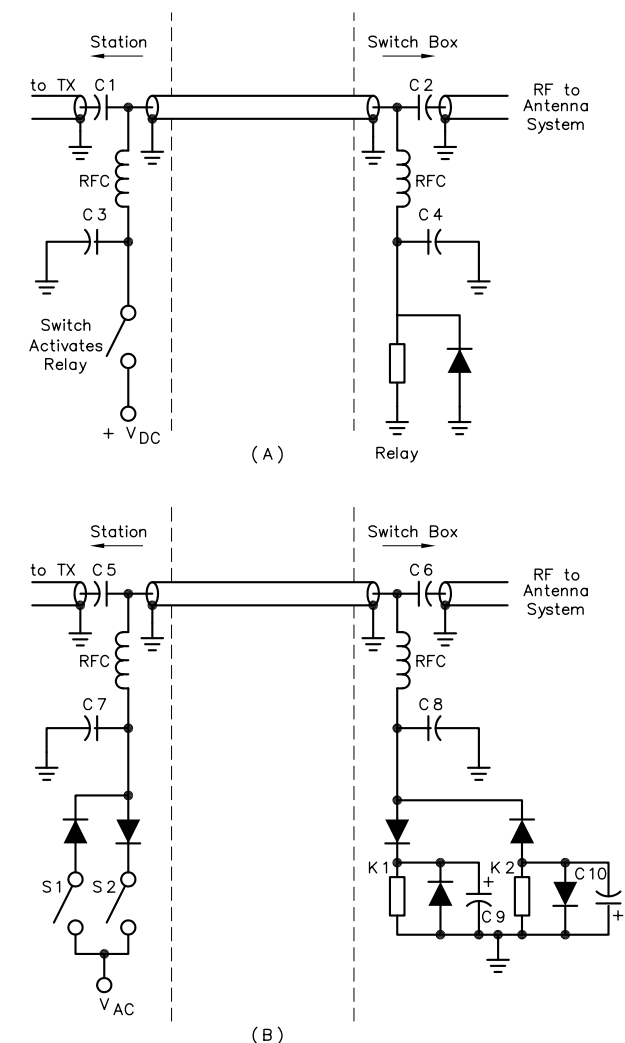 Station
Switch Box
to TX
C1
C2
RF to
Antenna
System
RFC
RFC
C3
C4
Switch
Activates
Relay
+ VDC
(A)
Relay
Station
Switch Box
to TX
C5
C6
RF to
Antenna
System
RFC
RFC
C7
C8
S1
S2
K1
K2
C10
+
C9
+
VAC
(B)